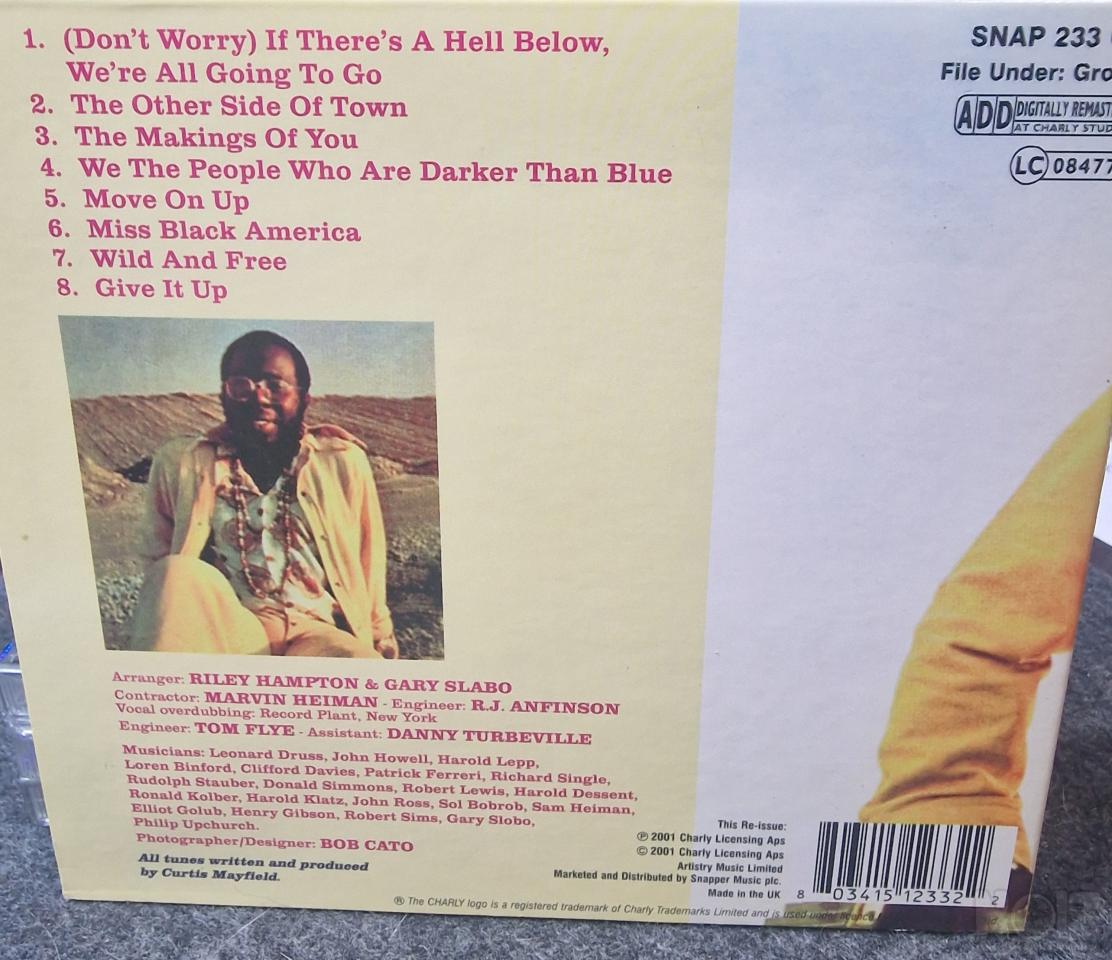 1. (Don't Worry) If There's A Hell Below,
We're All Going To Go
2. The Other Side Of Town
3. The Makings Of You
4. We The People Who Are Darker Than Blue
5. Move On Up
6. Miss Black America
7. Wild And Free
8. Give It Up
SNAP 233
File Under: Gro
ADD DIGITALLY REMAST
AT CHARLY STUD
LC 08477
Arranger: RILEY HAMPTON & GARY SLABO
Contractor: MARVIN HEIMAN - Engineer: R.J. ANFINSON
Vocal overdubbing: Record Plant, New York
Engineer: TOM FLYE - Assistant: DANNY TURBEVILLE
Musicians: Leonard Druss, John Howell, Harold Lepp,
Loren Binford, Clifford Davies, Patrick Ferreri, Richard Single,
Rudolph Stauber, Donald Simmons, Robert Lewis, Harold Dessent,
Ronald Kolber, Harold Klatz, John Ross, Sol Bobrob, Sam Heiman,
Elliot Golub, Henry Gibson, Robert Sims, Gary Slobo,
Philip Upchurch.
Photographer/Designer: BOB CATO
All tunes written and produced
by Curtis Mayfield.
This Re-issue:
℗ 2001 Charly Licensing Aps
© 2001 Charly Licensing Aps
Artistry Music Limited
Marketed and Distributed by Snapper Music plc.
Made in the UK
8 03415 12332 2
® The CHARLY logo is a registered trademark of Charly Trademarks Limited and is used under licence